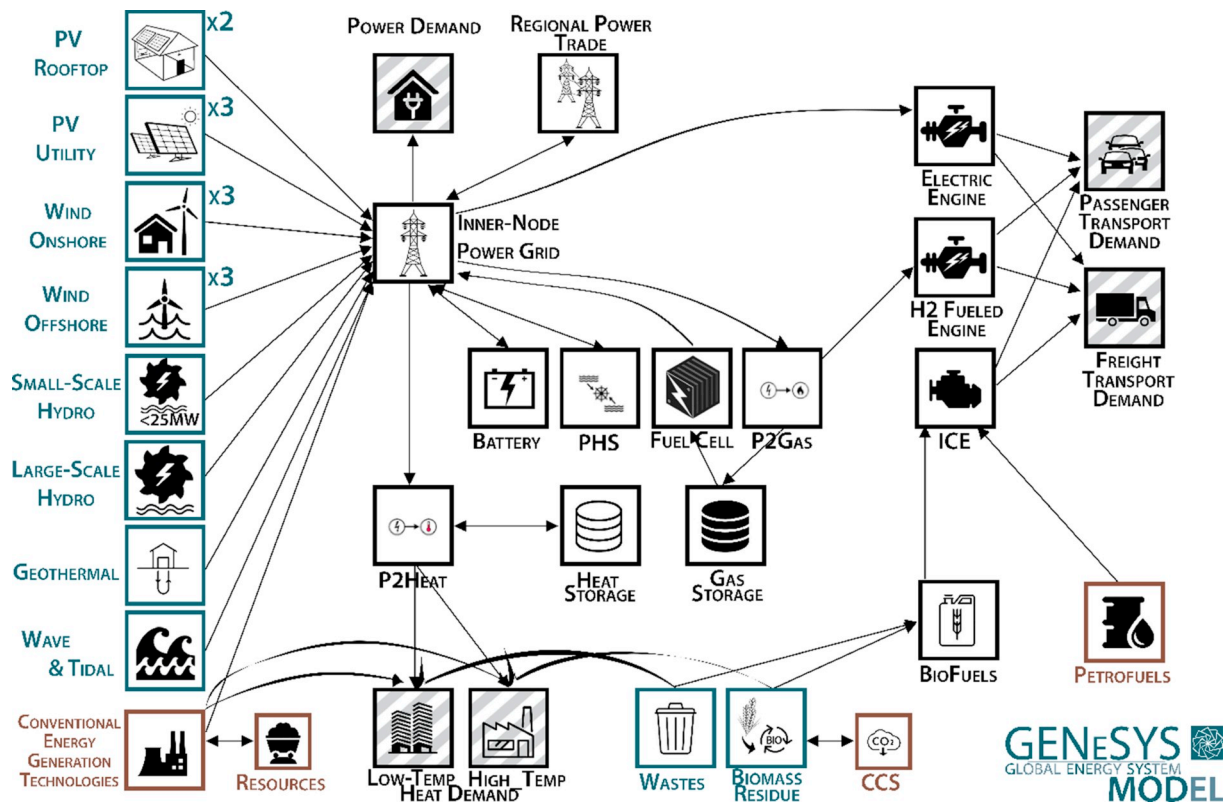 PV
ROOFTOP
x2
PV
UTILITY
x3
WIND
ONSHORE
x3
WIND
OFFSHORE
x3
SMALL-SCALE
HYDRO
<25MW
LARGE-SCALE
HYDRO
GEOTHERMAL
WAVE
& TIDAL
CONVENTIONAL
ENERGY
GENERATION
TECHNOLOGIES
RESOURCES
POWER DEMAND
REGIONAL POWER
TRADE
INNER-NODE
POWER GRID
BATTERY
PHS
FUEL CELL
P2GAS
P2HEAT
HEAT
STORAGE
GAS
STORAGE
LOW-TEMP
HIGH TEMP
HEAT DEMAND
WASTES
BIO
BIOMASS
RESIDUE
CO2
CCS
ELECTRIC
ENGINE
H2 FUELED
ENGINE
ICE
BIOFUELS
PETROFUELS
PASSENGER
TRANSPORT
DEMAND
FREIGHT
TRANSPORT
DEMAND
GENeSYS
GLOBAL ENERGY SYSTEM
MODEL